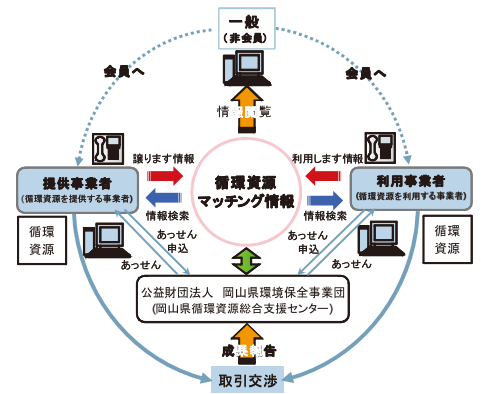 一般
(非会員)
会員へ
会員へ
情報閲覧
譲ります情報
利用します情報
循環資源
マッチング情報
提供事業者
(循環資源を提供する事業者)
利用事業者
(循環資源を利用する事業者)
情報検索
情報検索
循環
資源
循環
資源
あっせん
申込
あっせん
申込
あっせん
あっせん
公益財団法人 岡山県環境保全事業団
(岡山県循環資源総合支援センター)
成果報告
取引交渉